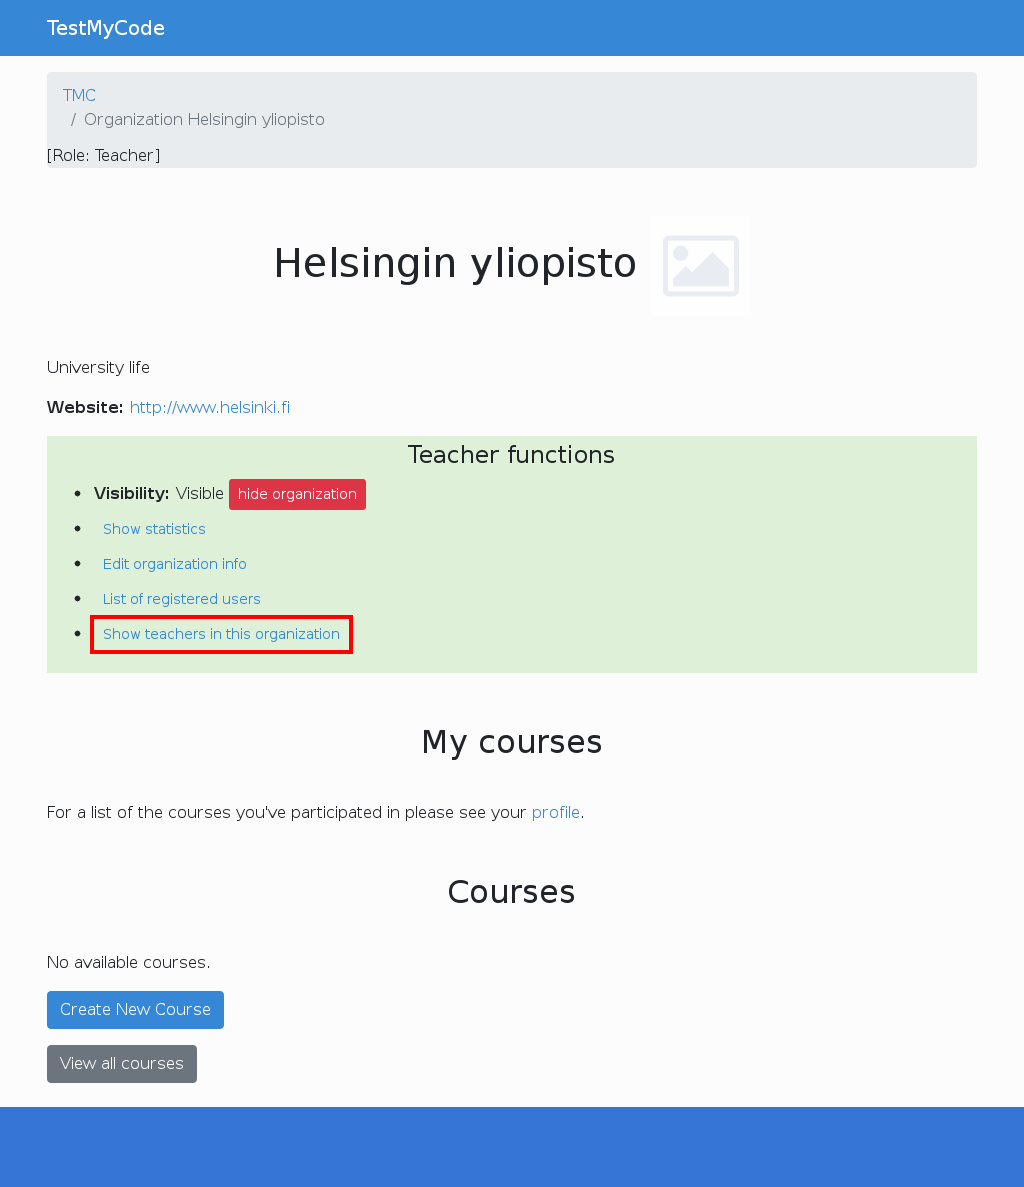 TestMyCode
TMC
/ Organization Helsingin yliopisto
[Role: Teacher]
Helsingin yliopisto
University life
Website: http://www.helsinki.fi
Teacher functions
• Visibility: Visible hide organization
• Show statistics
• Edit organization info
• List of registered users
• Show teachers in this organization
My courses
For a list of the courses you've participated in please see your profile.
Courses
No available courses.
Create New Course
View all courses